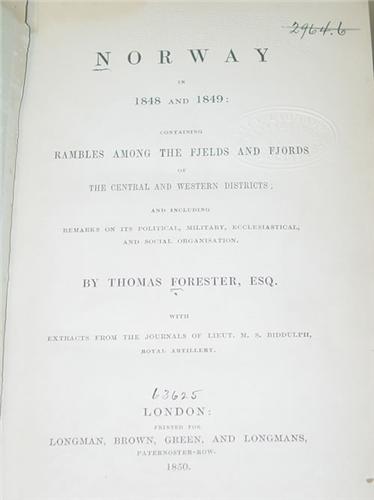 2964.6
NORWAY
IN
1848 AND 1849:
CONTAINING
RAMBLES AMONG THE FJELDS AND FJORDS
OF
THE CENTRAL AND WESTERN DISTRICTS;
AND INCLUDING
REMARKS ON ITS POLITICAL, MILITARY, ECCLESIASTICAL,
AND SOCIAL ORGANISATION.
BY THOMAS FORESTER, ESQ.
WITH
EXTRACTS FROM THE JOURNALS OF LIEUT. M. S. BIDDULPH,
ROYAL ARTILLERY.
63625
LONDON:
PRINTED FOR
LONGMAN, BROWN, GREEN, AND LONGMANS,
PATERNOSTER-ROW.
1850.